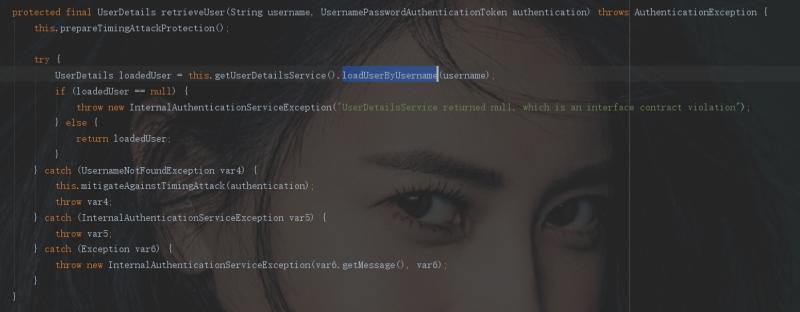 protected final UserDetails retrieveUser(String username, UsernamePasswordAuthenticationToken authentication) throws AuthenticationException {
this.prepareTimingAttackProtection();
try {
UserDetails loadedUser = this.getUserDetailsService().loadUserByUsername(username);
if (loadedUser == null) {
throw new InternalAuthenticationServiceException("UserDetailsService returned null, which is an interface contract violation");
} else {
return loadedUser;
}
} catch (UsernameNotFoundException var4) {
this.mitigateAgainstTimingAttack(authentication);
throw var4;
} catch (InternalAuthenticationServiceException var5) {
throw var5;
} catch (Exception var6) {
throw new InternalAuthenticationServiceException(var6.getMessage(), var6);
}
}